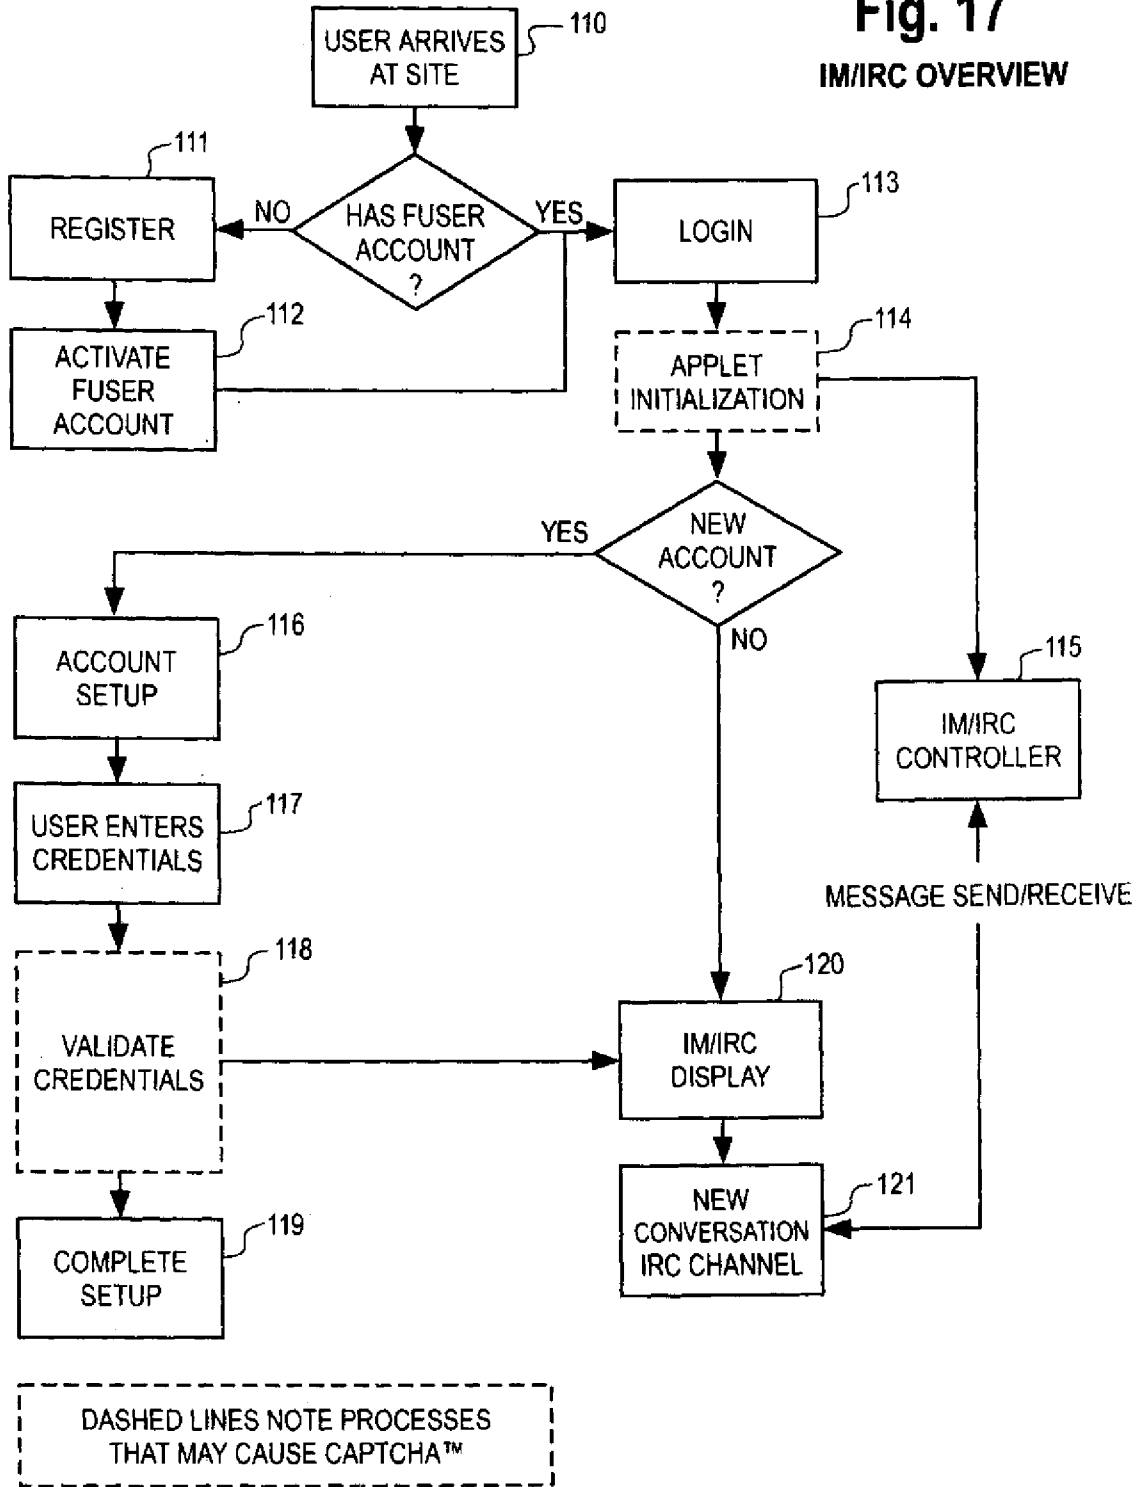 Fig. 17
IM/IRC OVERVIEW
110
USER ARRIVES
AT SITE
111
REGISTER
NO
HAS FUSER
ACCOUNT
?
YES
113
LOGIN
112
ACTIVATE
FUSER
ACCOUNT
114
APPLET
INITIALIZATION
YES
NEW
ACCOUNT
?
NO
116
ACCOUNT
SETUP
115
IM/IRC
CONTROLLER
117
USER ENTERS
CREDENTIALS
MESSAGE SEND/RECEIVE
118
VALIDATE
CREDENTIALS
120
IM/IRC
DISPLAY
121
NEW
CONVERSATION
IRC CHANNEL
119
COMPLETE
SETUP
DASHED LINES NOTE PROCESSES
THAT MAY CAUSE CAPTCHA™